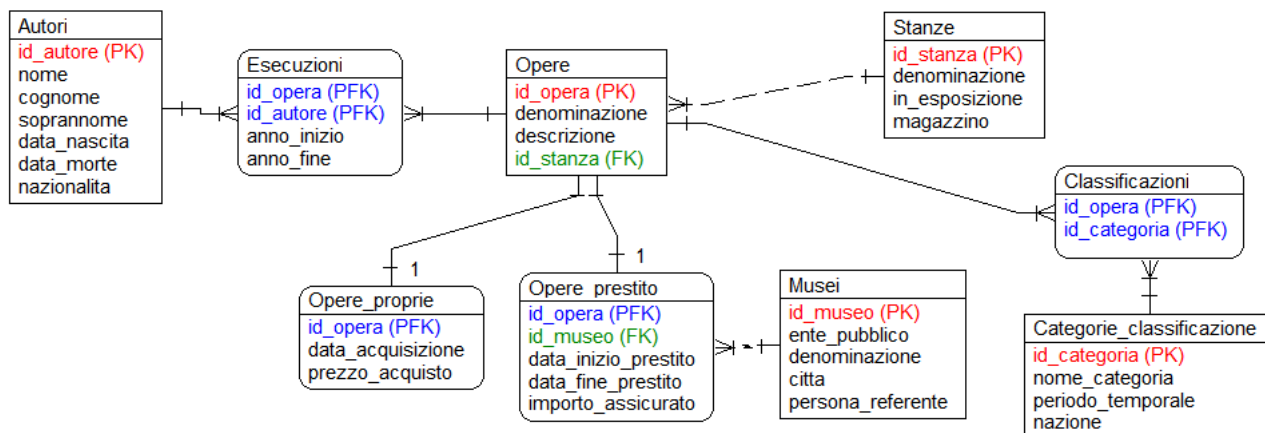 Autori
id_autore (PK)
nome
cognome
soprannome
data_nascita
data_morte
nazionalita
Esecuzioni
id_opera (PFK)
id_autore (PFK)
anno_inizio
anno_fine
Opere
id_opera (PK)
denominazione
descrizione
id_stanza (FK)
Stanze
id_stanza (PK)
denominazione
in_esposizione
magazzino
Classificazioni
id_opera (PFK)
id_categoria (PFK)
1
Opere_proprie
id_opera (PFK)
data_acquisizione
prezzo_acquisto
1
Opere_prestito
id_opera (PFK)
id_museo (FK)
data_inizio_prestito
data_fine_prestito
importo_assicurato
Musei
id_museo (PK)
ente_pubblico
denominazione
citta
persona_referente
Categorie_classificazione
id_categoria (PK)
nome_categoria
periodo_temporale
nazione